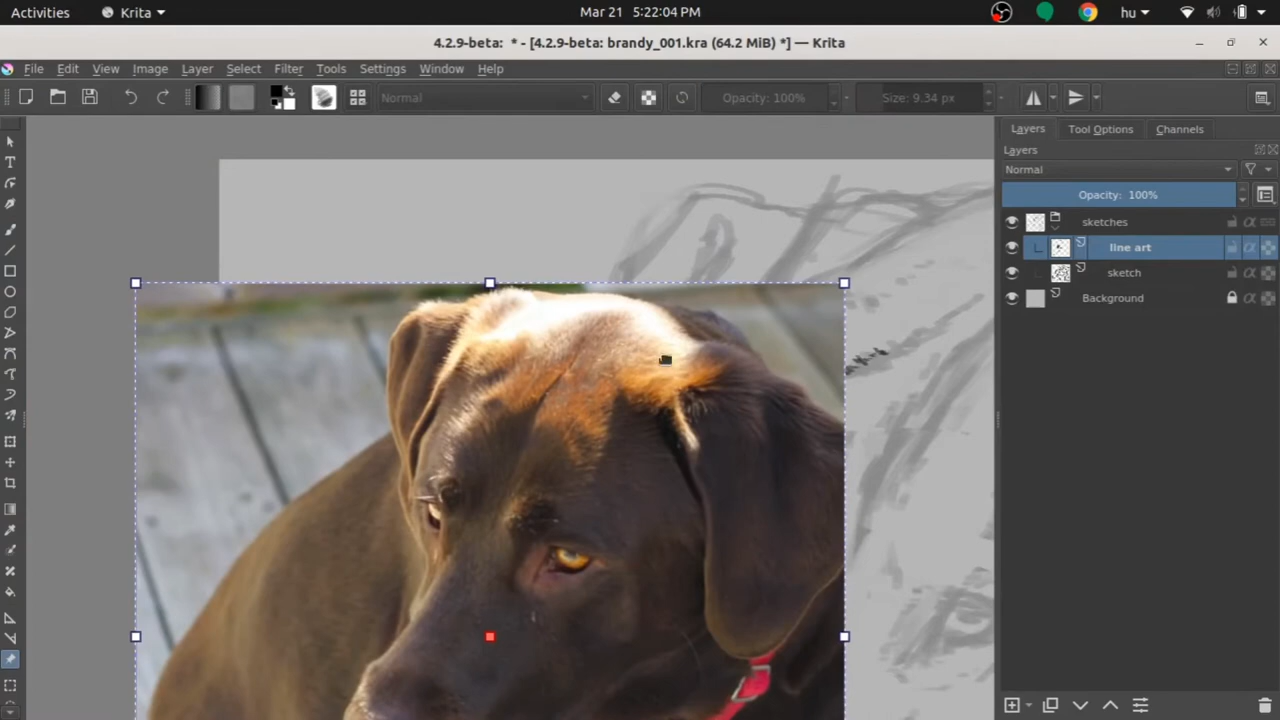 Activities Krita Mar 21 5:22:04 PM hu
4.2.9-beta: * - [4.2.9-beta: brandy_001.kra (64.2 MiB) *] — Krita
File Edit View Image Layer Select Filter Tools Settings Window Help
Normal Opacity: 100% Size: 9.34 px
Layers Tool Options Channels
Layers
Normal
Opacity: 100%
sketches
line art
sketch
Background